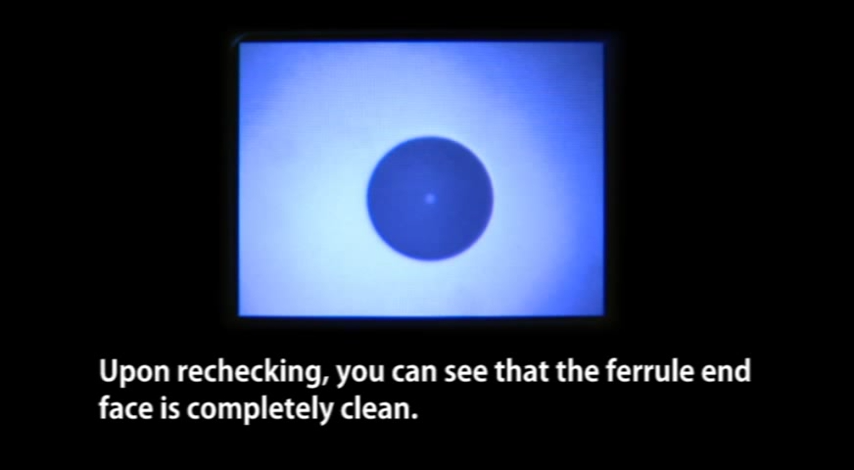 Upon rechecking, you can see that the ferrule end
face is completely clean.